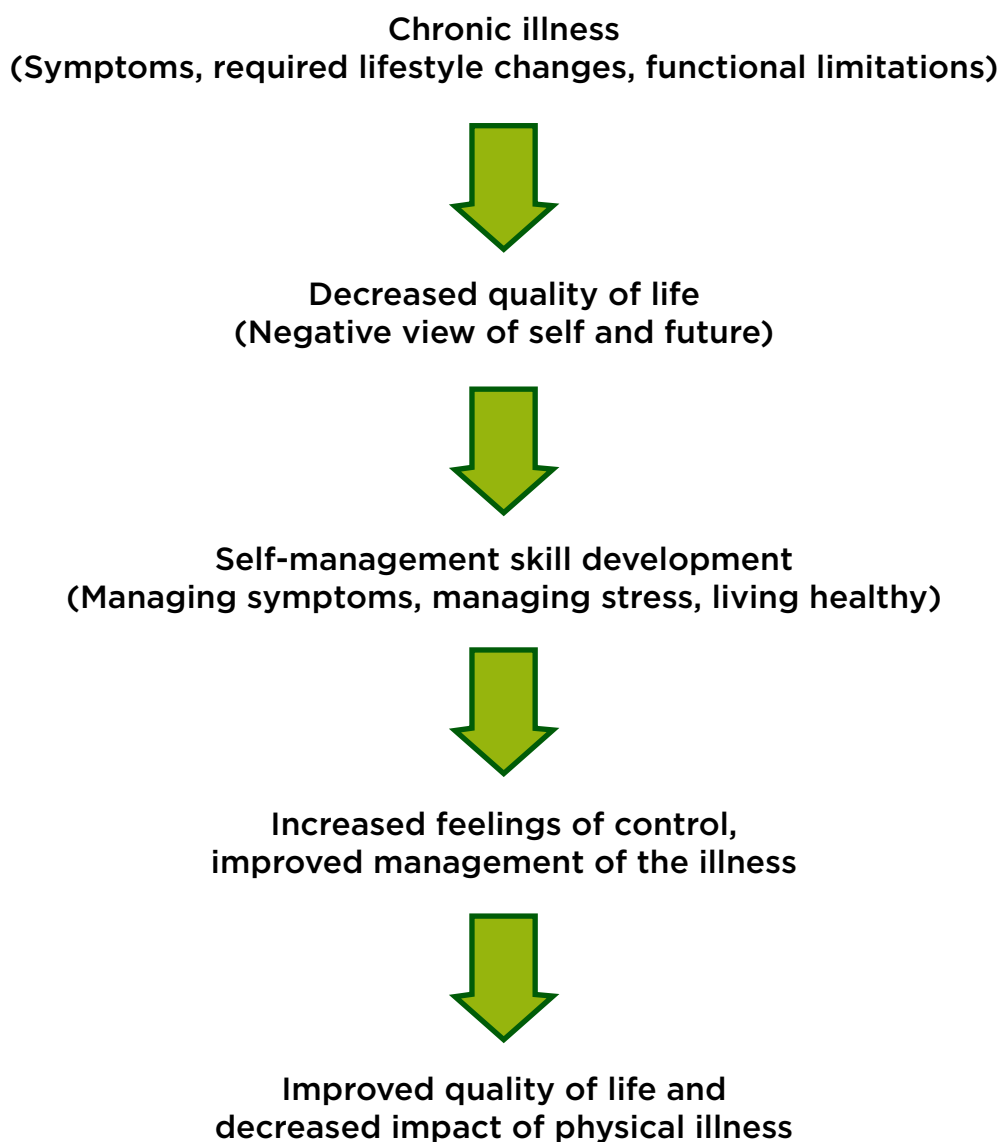 Chronic illness
(Symptoms, required lifestyle changes, functional limitations)
Decreased quality of life
(Negative view of self and future)
Self-management skill development
(Managing symptoms, managing stress, living healthy)
Increased feelings of control,
improved management of the illness
Improved quality of life and
decreased impact of physical illness